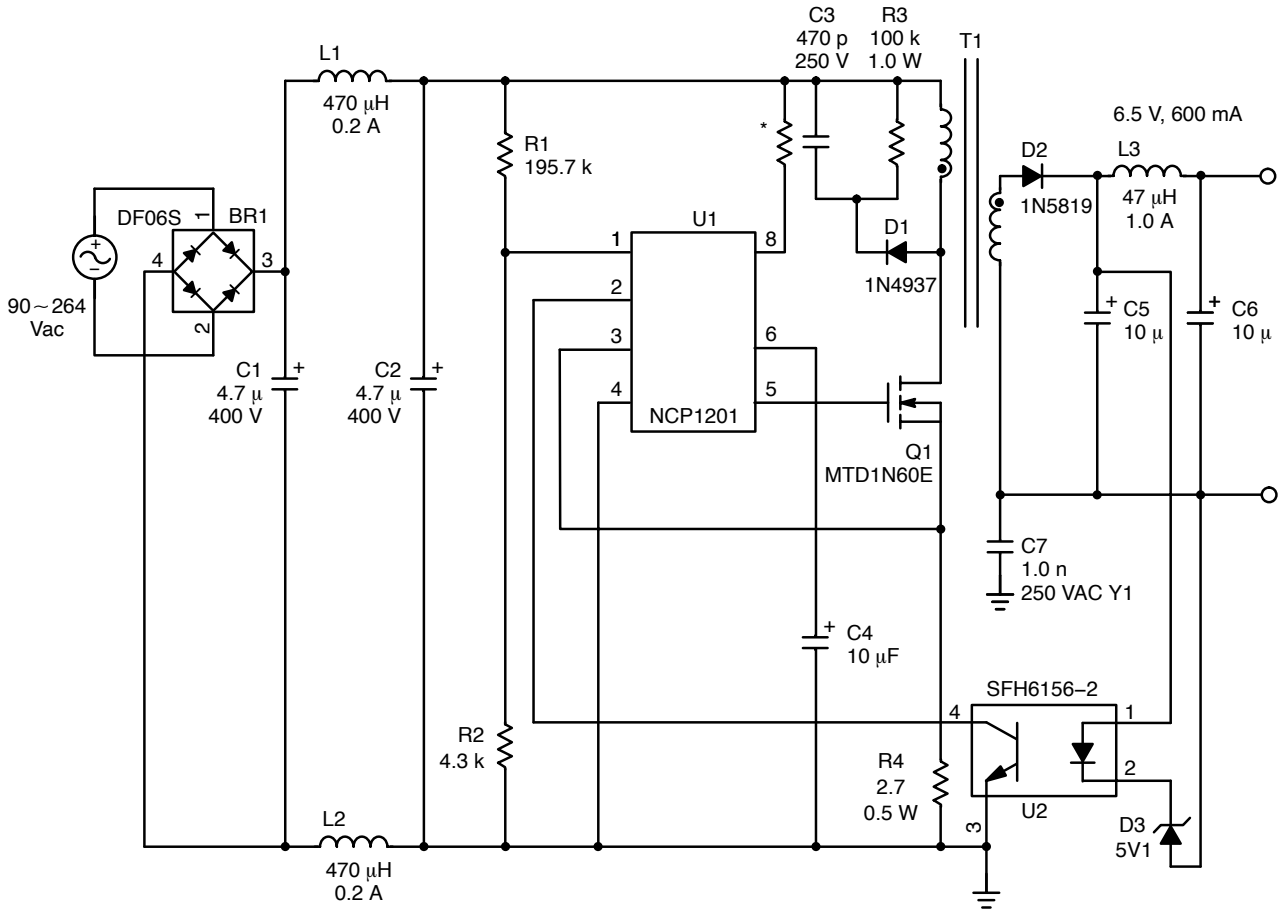 C3
470 p
250 V
R3
100 k
1.0 W
T1
L1
470 μH
0.2 A
6.5 V, 600 mA
R1
195.7 k
*
D2
1N5819
L3
47 μH
1.0 A
DF06S
BR1
1
4
3
2
+
−
90~264
Vac
U1
1
2
3
4
8
6
5
NCP1201
D1
1N4937
+
C5
10 μ
+
C6
10 μ
C1
4.7 μ
400 V
+
C2
4.7 μ
400 V
+
Q1
MTD1N60E
C7
1.0 n
250 VAC Y1
+
C4
10 μF
SFH6156−2
4
1
2
3
U2
R2
4.3 k
R4
2.7
0.5 W
D3
5V1
L2
470 μH
0.2 A